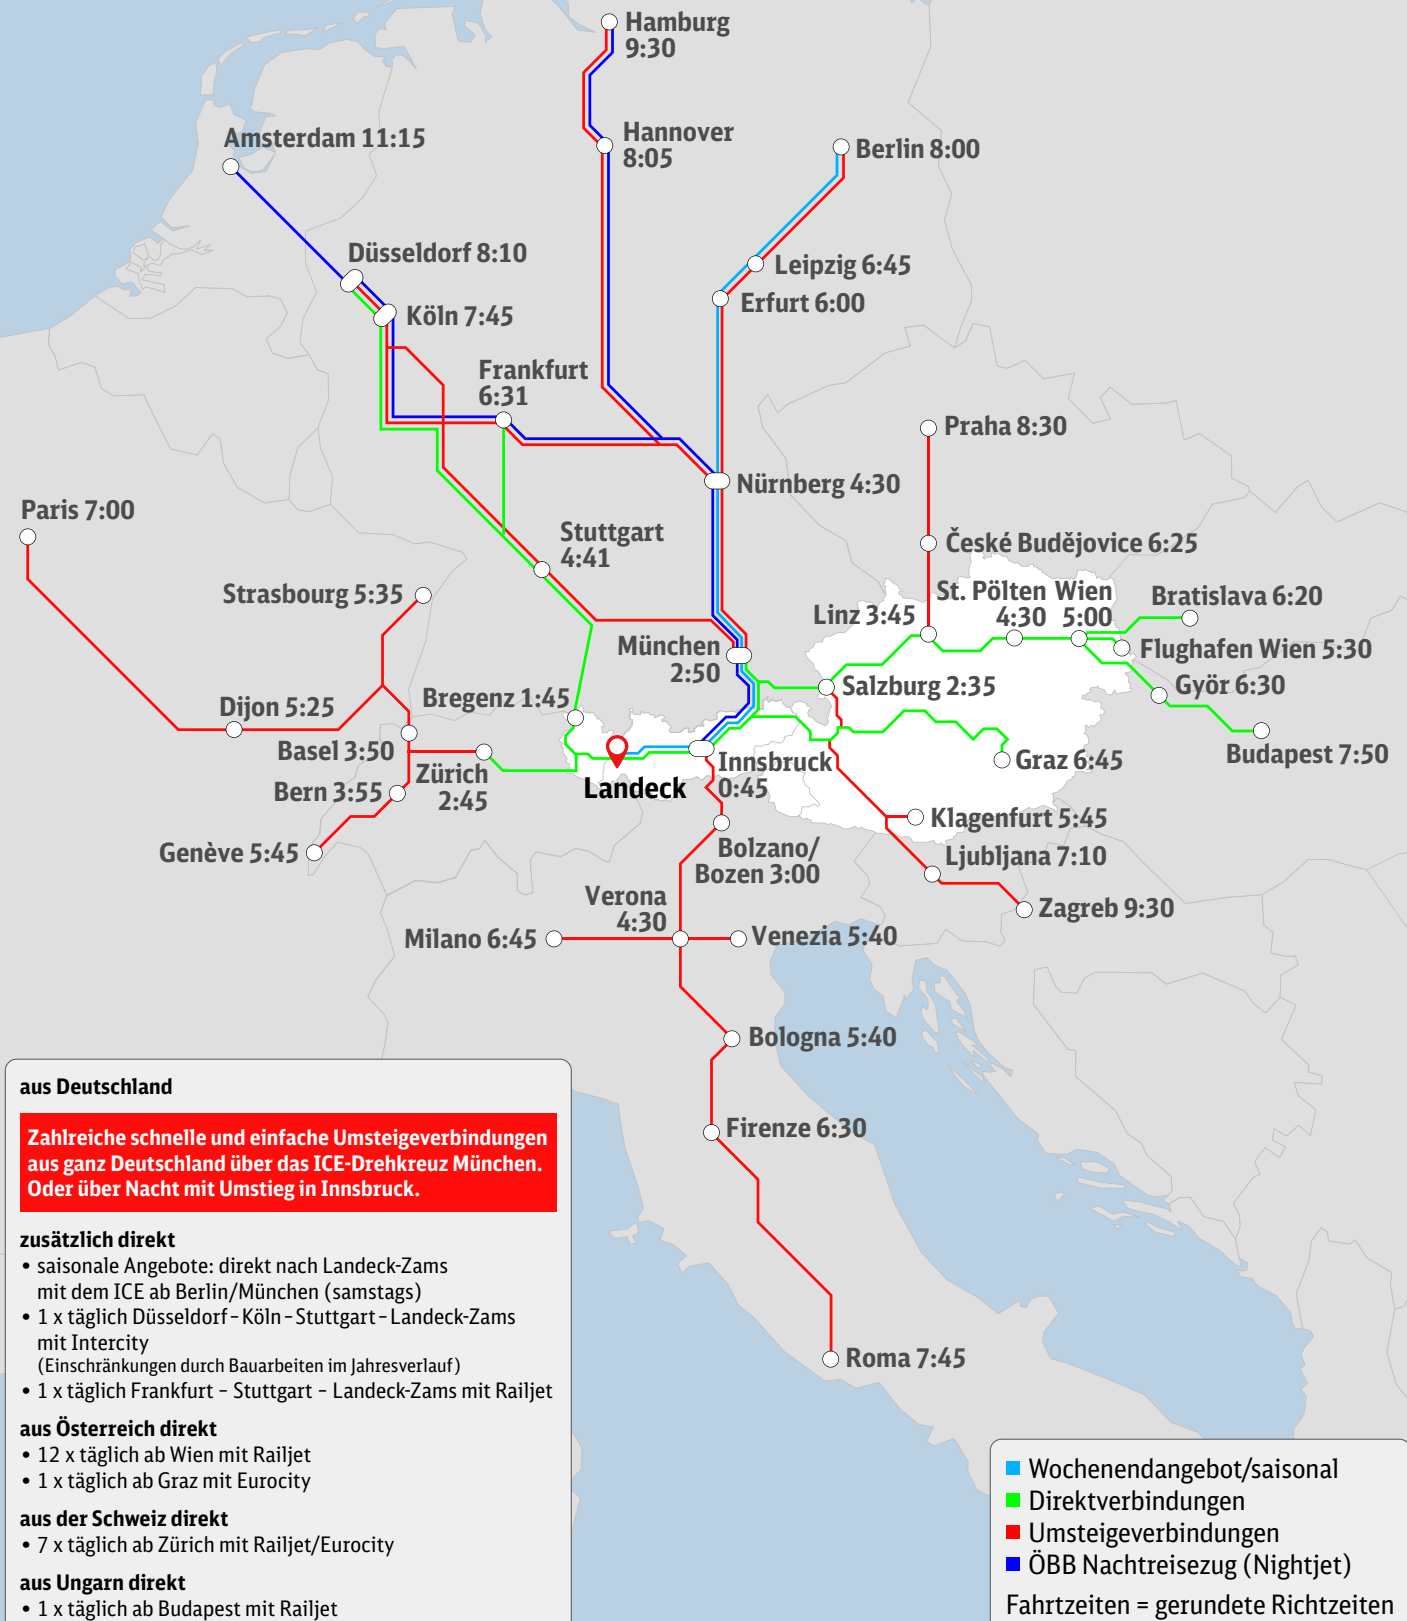 Hamburg
9:30
Hannover
8:05
Amsterdam 11:15
Berlin 8:00
Düsseldorf 8:10
Leipzig 6:45
Erfurt 6:00
Köln 7:45
Frankfurt
6:31
Praha 8:30
Nürnberg 4:30
Paris 7:00
Stuttgart
4:41
České Budějovice 6:25
Strasbourg 5:35
St. Pölten
4:30
Wien
5:00
Bratislava 6:20
Linz 3:45
Flughafen Wien 5:30
München
2:50
Salzburg 2:35
Györ 6:30
Bregenz 1:45
Dijon 5:25
Basel 3:50
Budapest 7:50
Zürich
2:45
Innsbruck
0:45
Graz 6:45
Landeck
Bern 3:55
Klagenfurt 5:45
Genève 5:45
Bolzano/
Bozen 3:00
Ljubljana 7:10
Verona
4:30
Zagreb 9:30
Milano 6:45
Venezia 5:40
Bologna 5:40
Firenze 6:30
Roma 7:45
aus Deutschland
Zahlreiche schnelle und einfache Umsteigeverbindungen
aus ganz Deutschland über das ICE-Drehkreuz München.
Oder über Nacht mit Umstieg in Innsbruck.
zusätzlich direkt
• saisonale Angebote: direkt nach Landeck-Zams
mit dem ICE ab Berlin/München (samstags)
• 1 x täglich Düsseldorf – Köln – Stuttgart – Landeck-Zams
mit Intercity
(Einschränkungen durch Bauarbeiten im Jahresverlauf)
• 1 x täglich Frankfurt – Stuttgart – Landeck-Zams mit Railjet
aus Österreich direkt
• 12 x täglich ab Wien mit Railjet
• 1 x täglich ab Graz mit Eurocity
aus der Schweiz direkt
• 7 x täglich ab Zürich mit Railjet/Eurocity
aus Ungarn direkt
• 1 x täglich ab Budapest mit Railjet
Wochenendangebot/saisonal
Direktverbindungen
Umsteigeverbindungen
ÖBB Nachtreisezug (Nightjet)
Fahrtzeiten = gerundete Richtzeiten